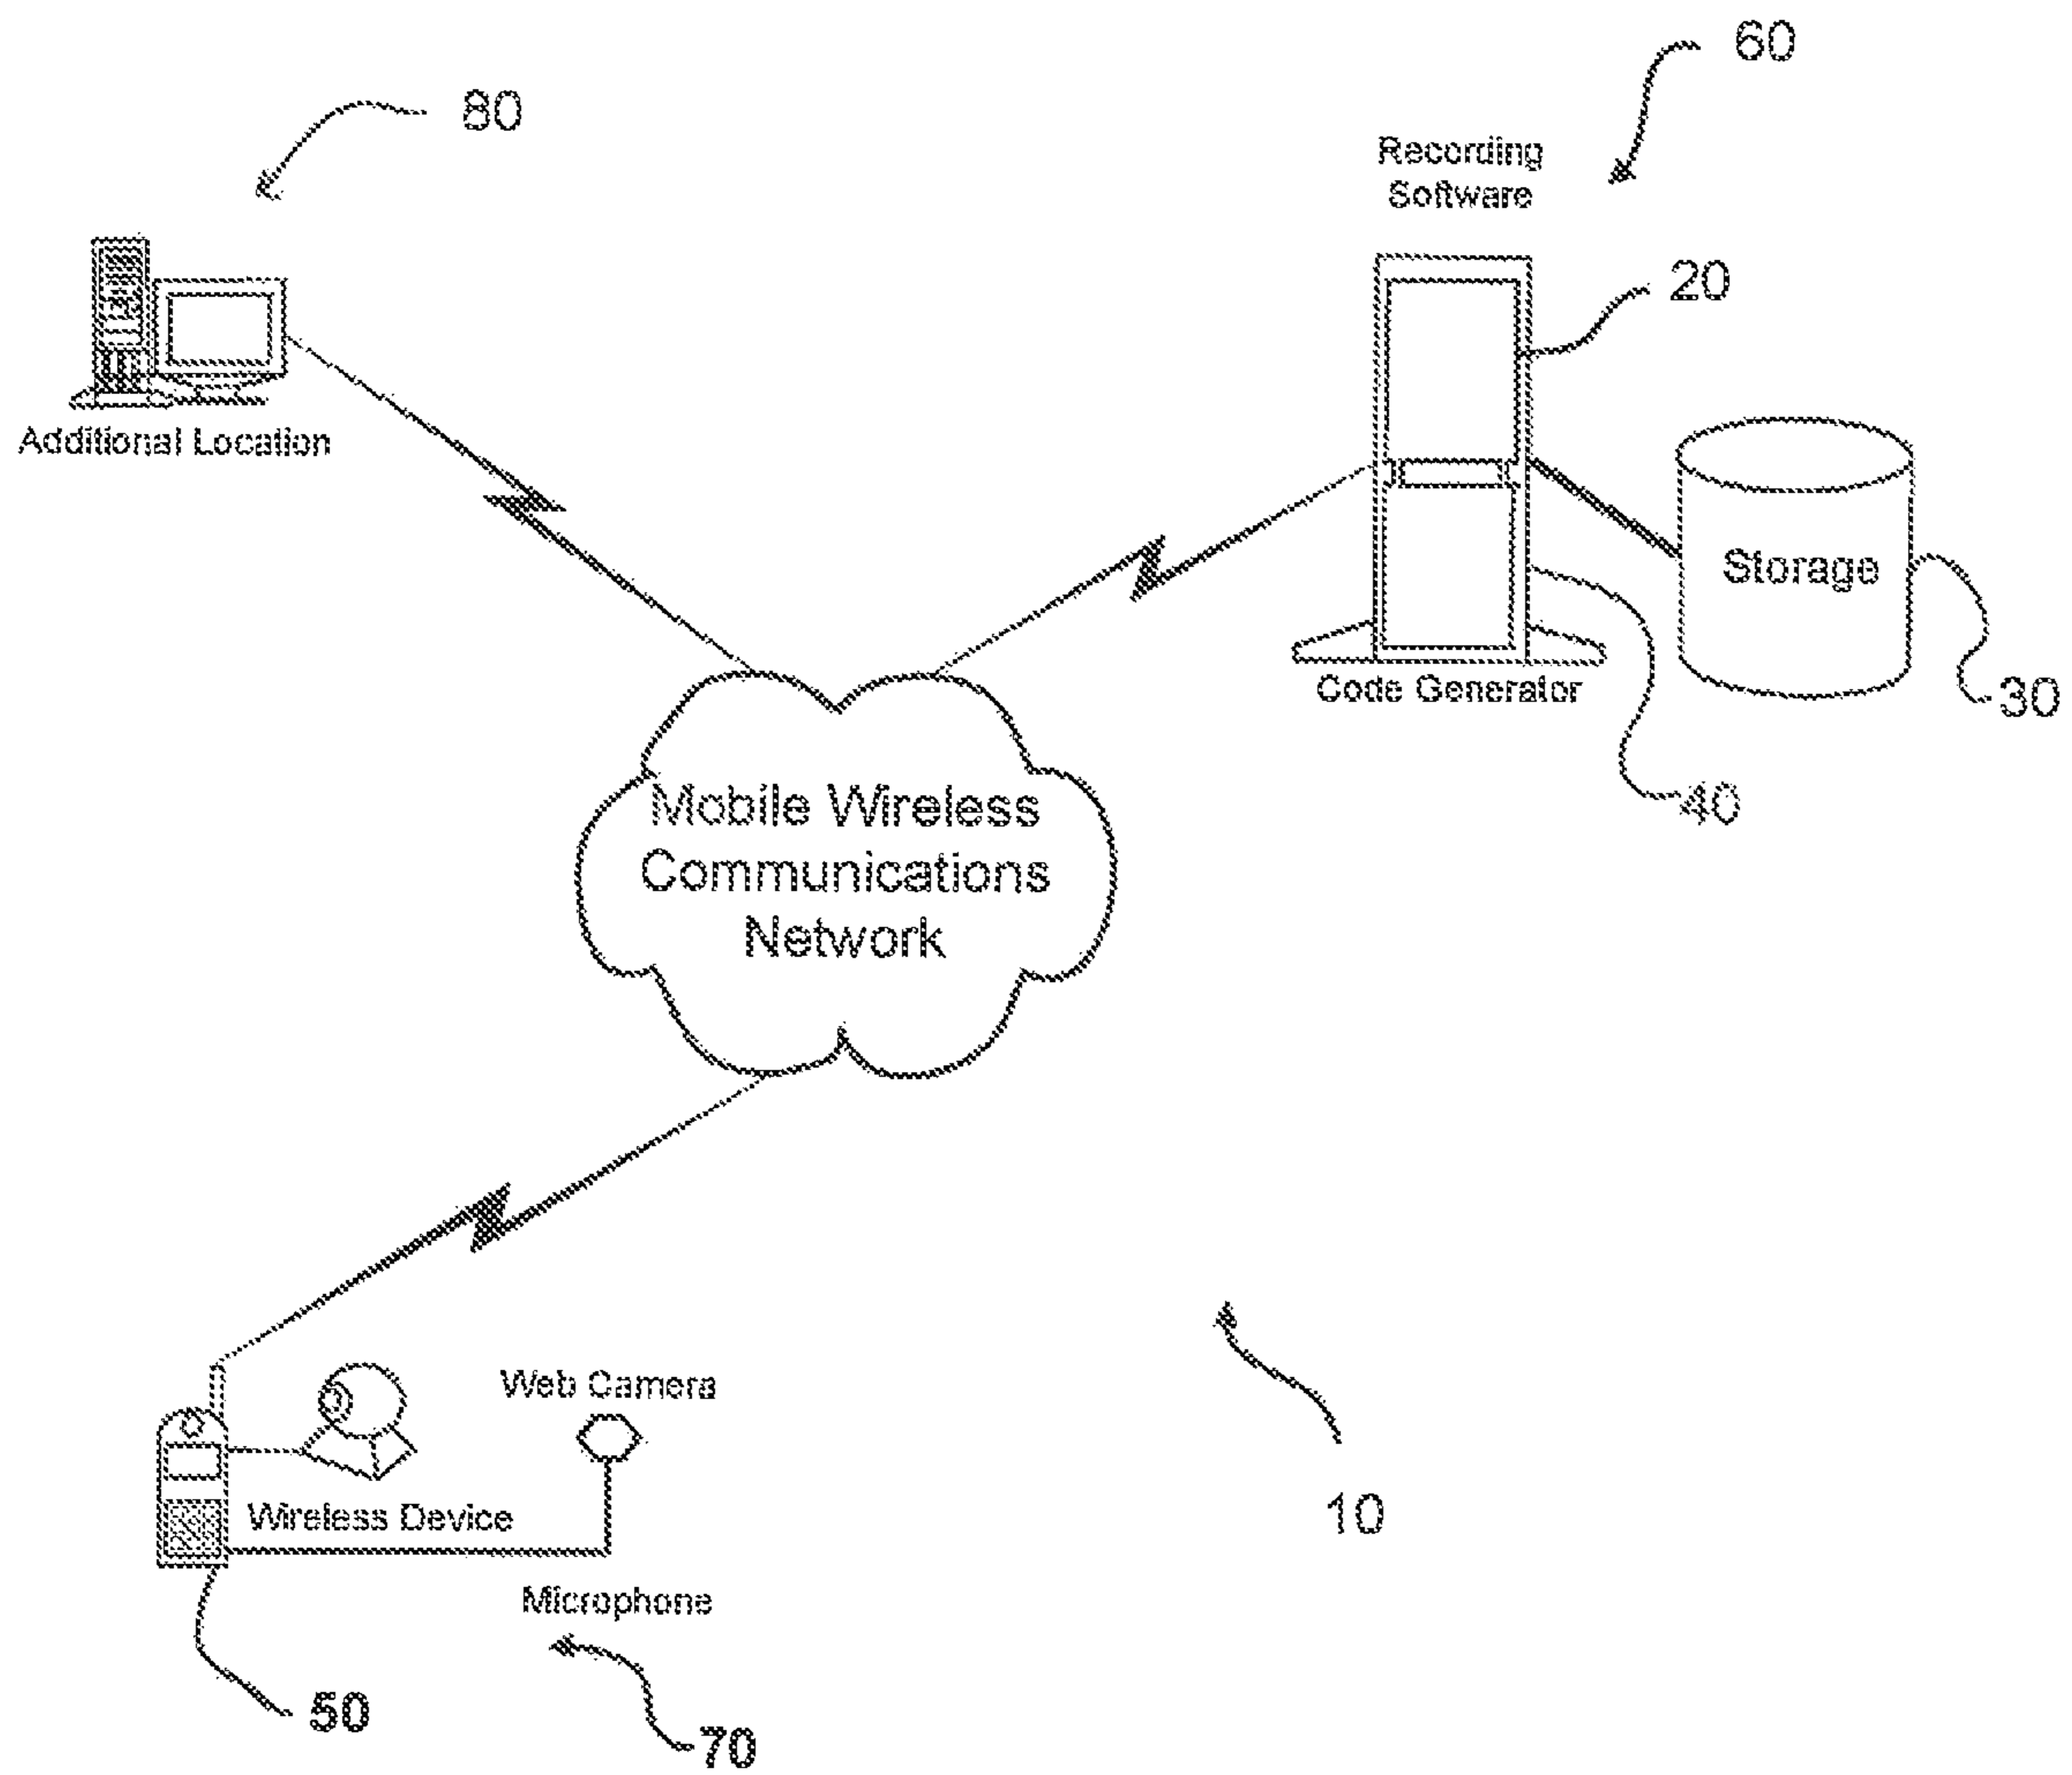 60
80
Recording
Software
20
Additional Location
Storage
Code Generator
30
40
Mobile Wireless
Communications
Network
Web Camera
Wireless Device
10
Microphone
50
70